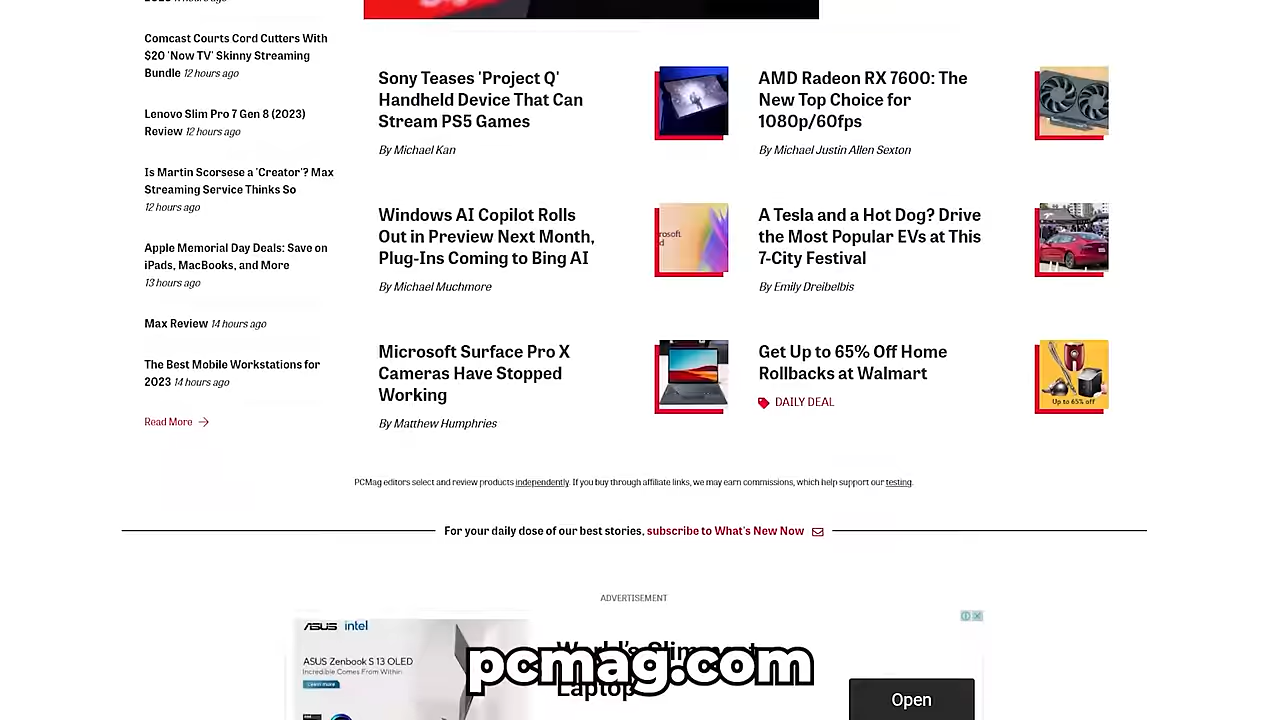 Comcast Courts Cord Cutters With
$20 'Now TV' Skinny Streaming
Bundle 12 hours ago
Lenovo Slim Pro 7 Gen 8 (2023)
Review 12 hours ago
Is Martin Scorsese a 'Creator'? Max
Streaming Service Thinks So
12 hours ago
Apple Memorial Day Deals: Save on
iPads, MacBooks, and More
13 hours ago
Max Review 14 hours ago
The Best Mobile Workstations for
2023 14 hours ago
Read More
Sony Teases 'Project Q'
Handheld Device That Can
Stream PS5 Games
By Michael Kan
AMD Radeon RX 7600: The
New Top Choice for
1080p/60fps
By Michael Justin Allen Sexton
Windows AI Copilot Rolls
Out in Preview Next Month,
Plug-Ins Coming to Bing AI
By Michael Muchmore
A Tesla and a Hot Dog? Drive
the Most Popular EVs at This
7-City Festival
By Emily Dreibelbis
Microsoft Surface Pro X
Cameras Have Stopped
Working
By Matthew Humphries
Get Up to 65% Off Home
Rollbacks at Walmart
DAILY DEAL
Up to 65% off
PCMag editors select and review products independently. If you buy through affiliate links, we may earn commissions, which help support our testing.
For your daily dose of our best stories, subscribe to What's New Now
ADVERTISEMENT
ASUS intel
ASUS Zenbook S 13 OLED
Incredible Comes From Within
Learn more
World's
Laptop
Open
pcmag.com